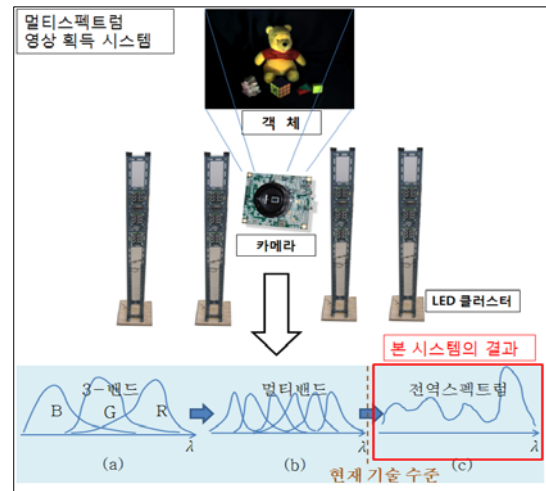 멀티스펙트럼
영상 획득 시스템
객 체
카메라
LED 클러스터
본 시스템의 결과
3-밴드
멀티밴드
전역스펙트럼
B
G
R
λ
λ
λ
(a)
(b)
(c)
현재 기술 수준